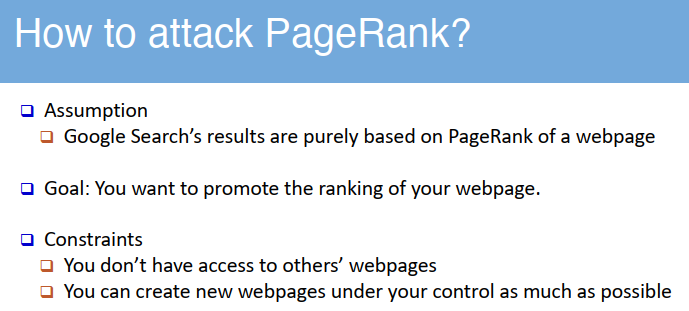 How to attack PageRank?
Assumption
Google Search's results are purely based on PageRank of a webpage
Goal: You want to promote the ranking of your webpage.
Constraints
You don't have access to others' webpages
You can create new webpages under your control as much as possible